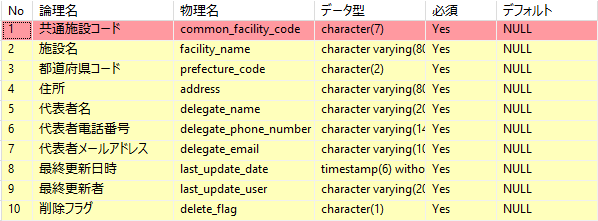 No 論理名 物理名 データ型 必須 デフォルト
1 共通施設コード common_facility_code character(7) Yes NULL
2 施設名 facility_name character varying(80 Yes NULL
3 都道府県コード prefecture_code character(2) Yes NULL
4 住所 address character varying(80 Yes NULL
5 代表者名 delegate_name character varying(20 Yes NULL
6 代表者電話番号 delegate_phone_number character varying(14 Yes NULL
7 代表者メールアドレス delegate_email character varying(10 Yes NULL
8 最終更新日時 last_update_date timestamp(6) witho Yes NULL
9 最終更新者 last_update_user character varying(20 Yes NULL
10 削除フラグ delete_flag character(1) Yes NULL